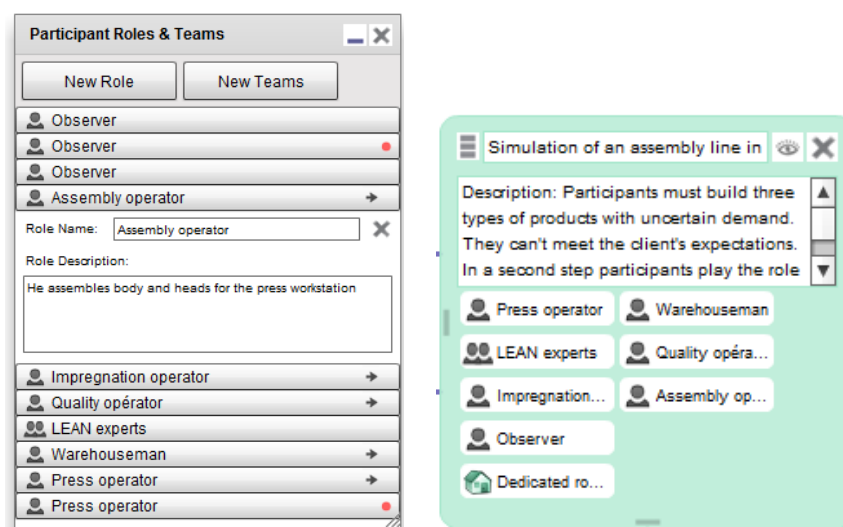 Participant Roles & Teams
New Role
New Teams
Observer
Observer
Observer
Assembly operator
Role Name:
Assembly operator
Role Description:
He assembles body and heads for the press workstation
Impregnation operator
Quality opérator
LEAN experts
Warehouseman
Press operator
Press operator
Simulation of an assembly line in
Description: Participants must build three
types of products with uncertain demand.
They can't meet the client's expectations.
In a second step participants play the role
Press operator
Warehouseman
LEAN experts
Quality opéra...
Impregnation...
Assembly op...
Observer
Dedicated ro...